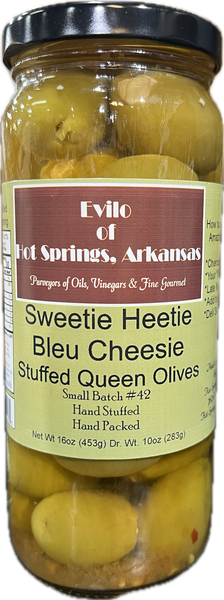 Evilo
of
Hot Springs, Arkansas
Purveyors of Oils, Vinegars & Fine Gourmet
Sweetie Heetie
Bleu Cheesie
Stuffed Queen Olives
Small Batch #42
Hand Stuffed
Hand Packed
Net Wt 16oz (453g) Dr. Wt. 10oz (283g)